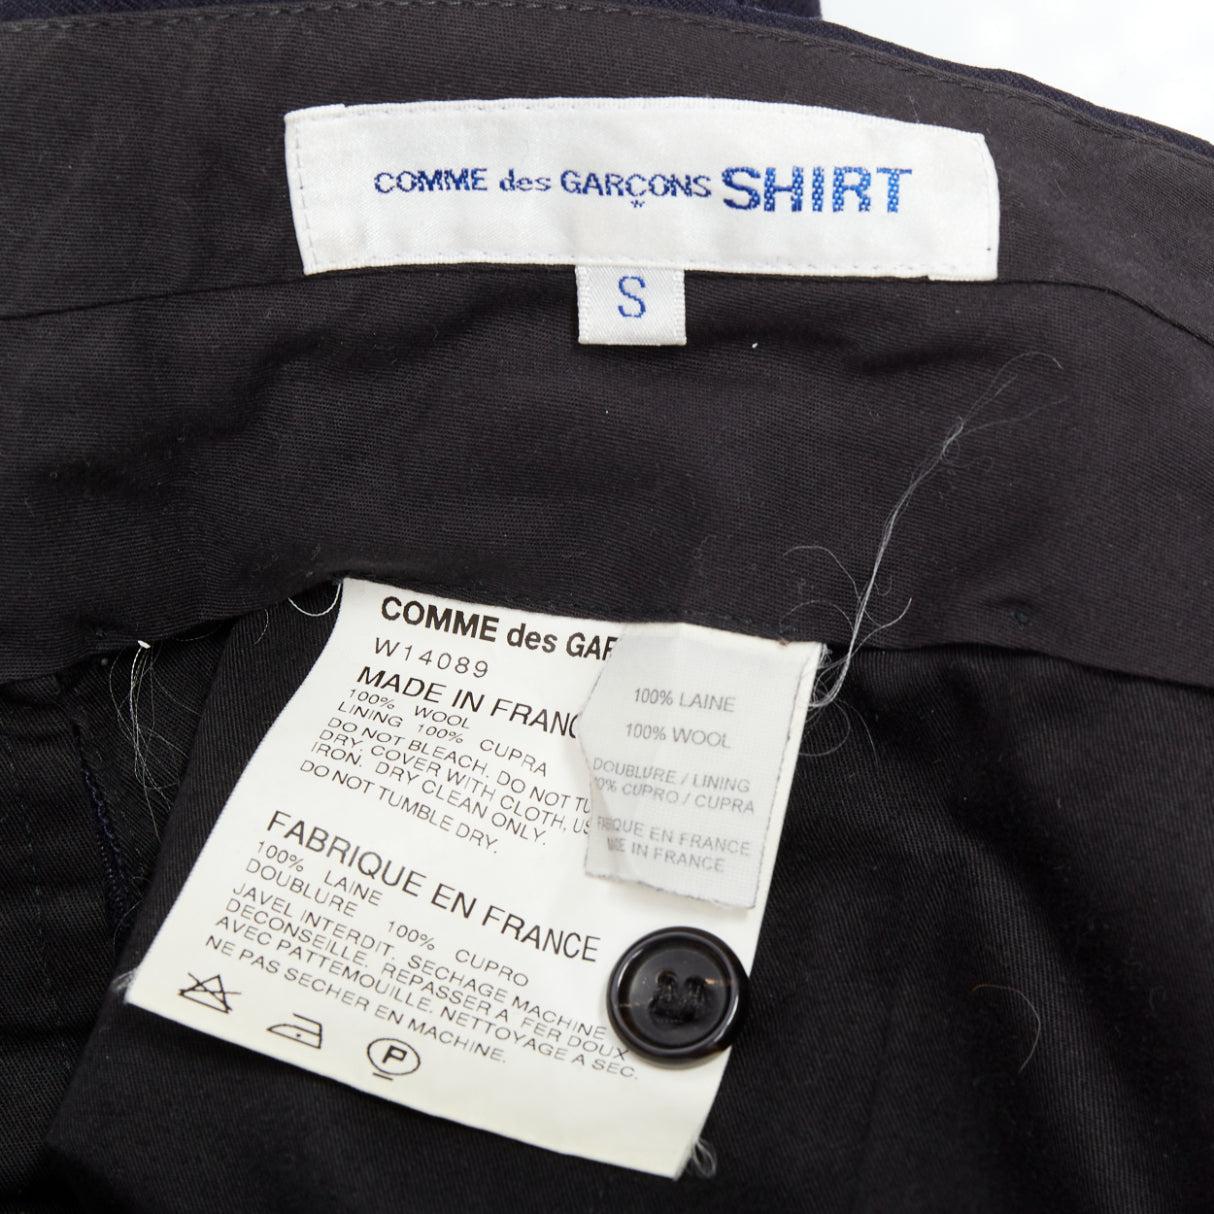 COMME des GARÇONS SHIRT
S
COMME des GAR
W14089
MADE IN FRANC
100% WOOL
LINING 100% CUPRA
DO NOT BLEACH. DO NOT TU
DRY. COVER WITH CLOTH, US
IRON. DRY CLEAN ONLY.
DO NOT TUMBLE DRY.
FABRIQUE EN FRANCE
100% LAINE
DOUBLURE 100% CUPRO
JAVEL INTERDIT. SECHAGE MACHINE
DECONSEILLE. REPASSER A FER DOUX
AVEC PATTEMOUILLE. NETTOYAGE A SEC.
NE PAS SECHER EN MACHINE.
P
100% LAINE
100% WOOL
DOUBLURE / LINING
0% CUPRO / CUPRA
FABRIQUE EN FRANCE
MADE IN FRANCE